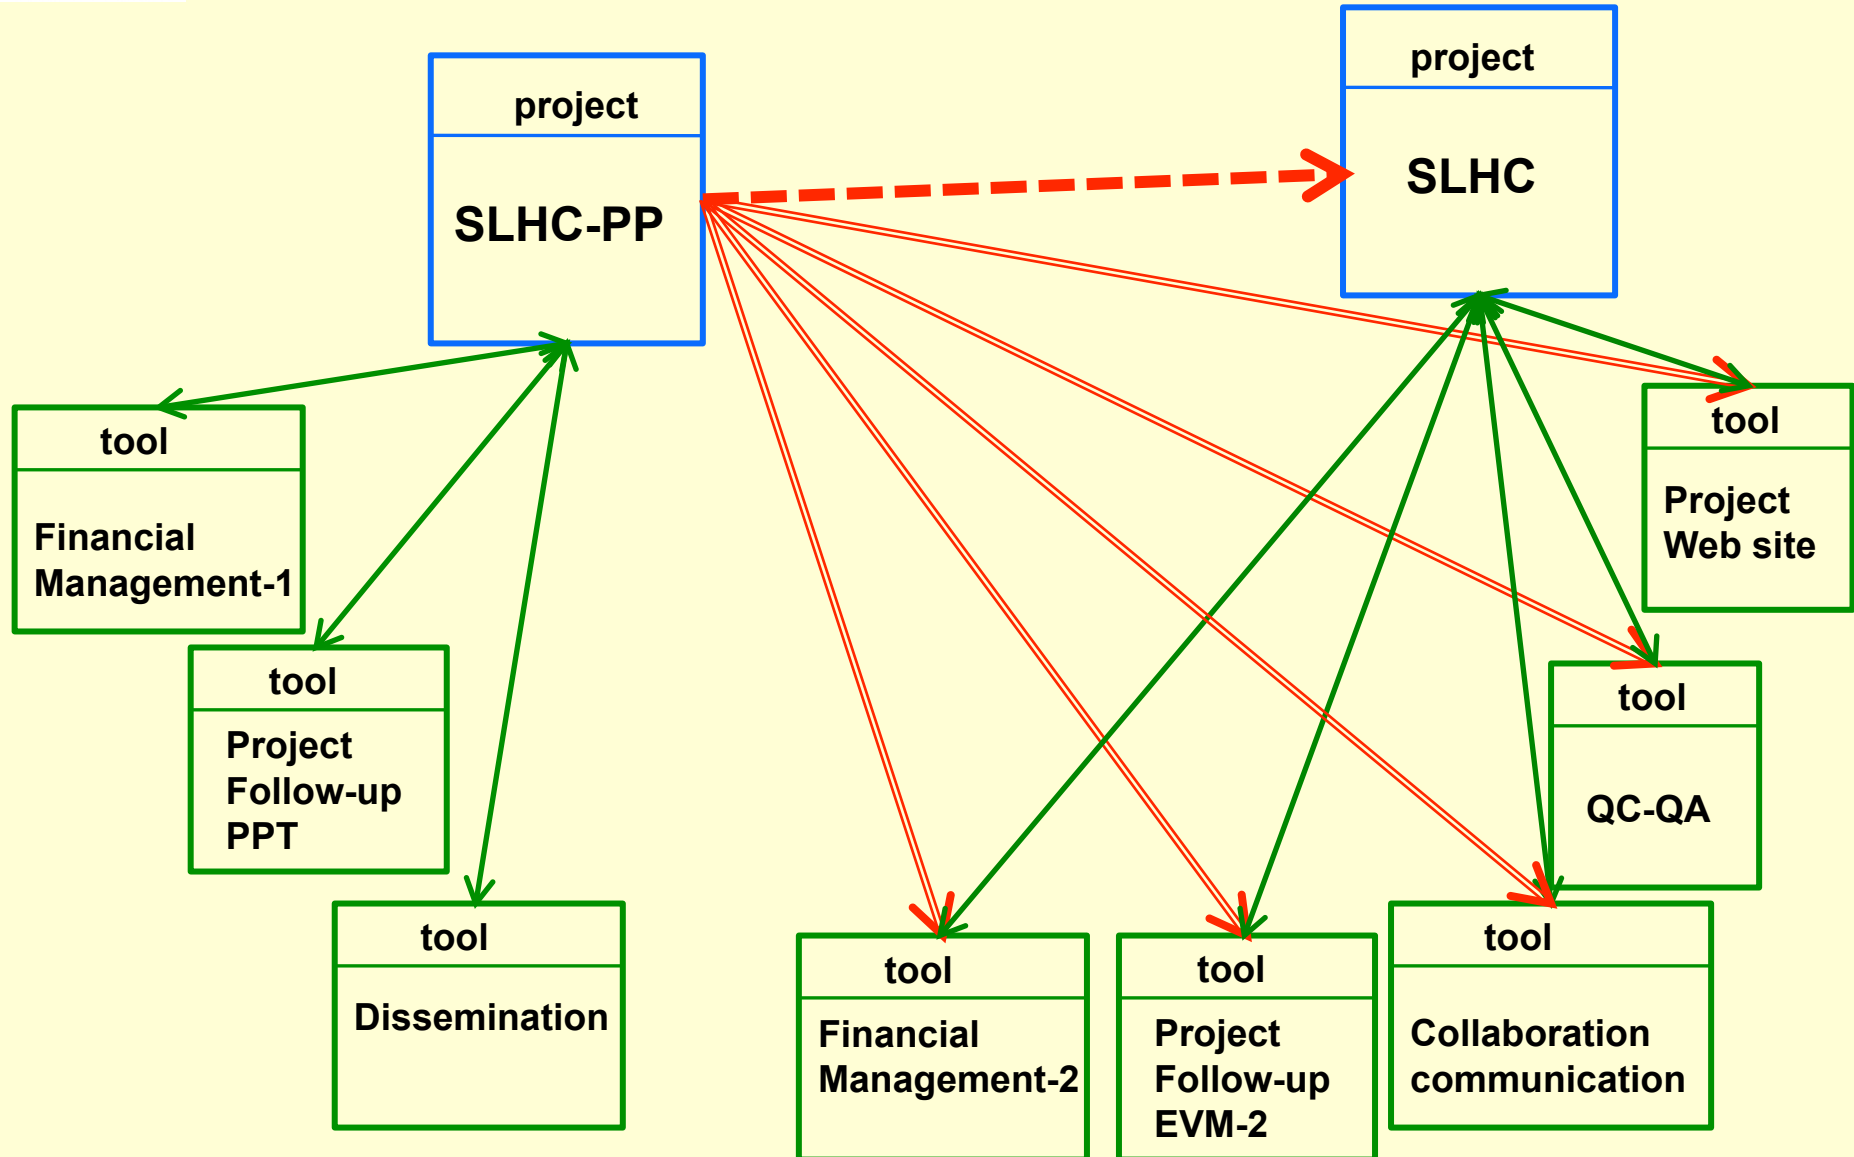 project
SLHC-PP
project
SLHC
tool
Financial
Management-1
tool
Project
Follow-up
PPT
tool
Dissemination
tool
Financial
Management-2
tool
Project
Follow-up
EVM-2
tool
Collaboration
communication
tool
QC-QA
tool
Project
Web site